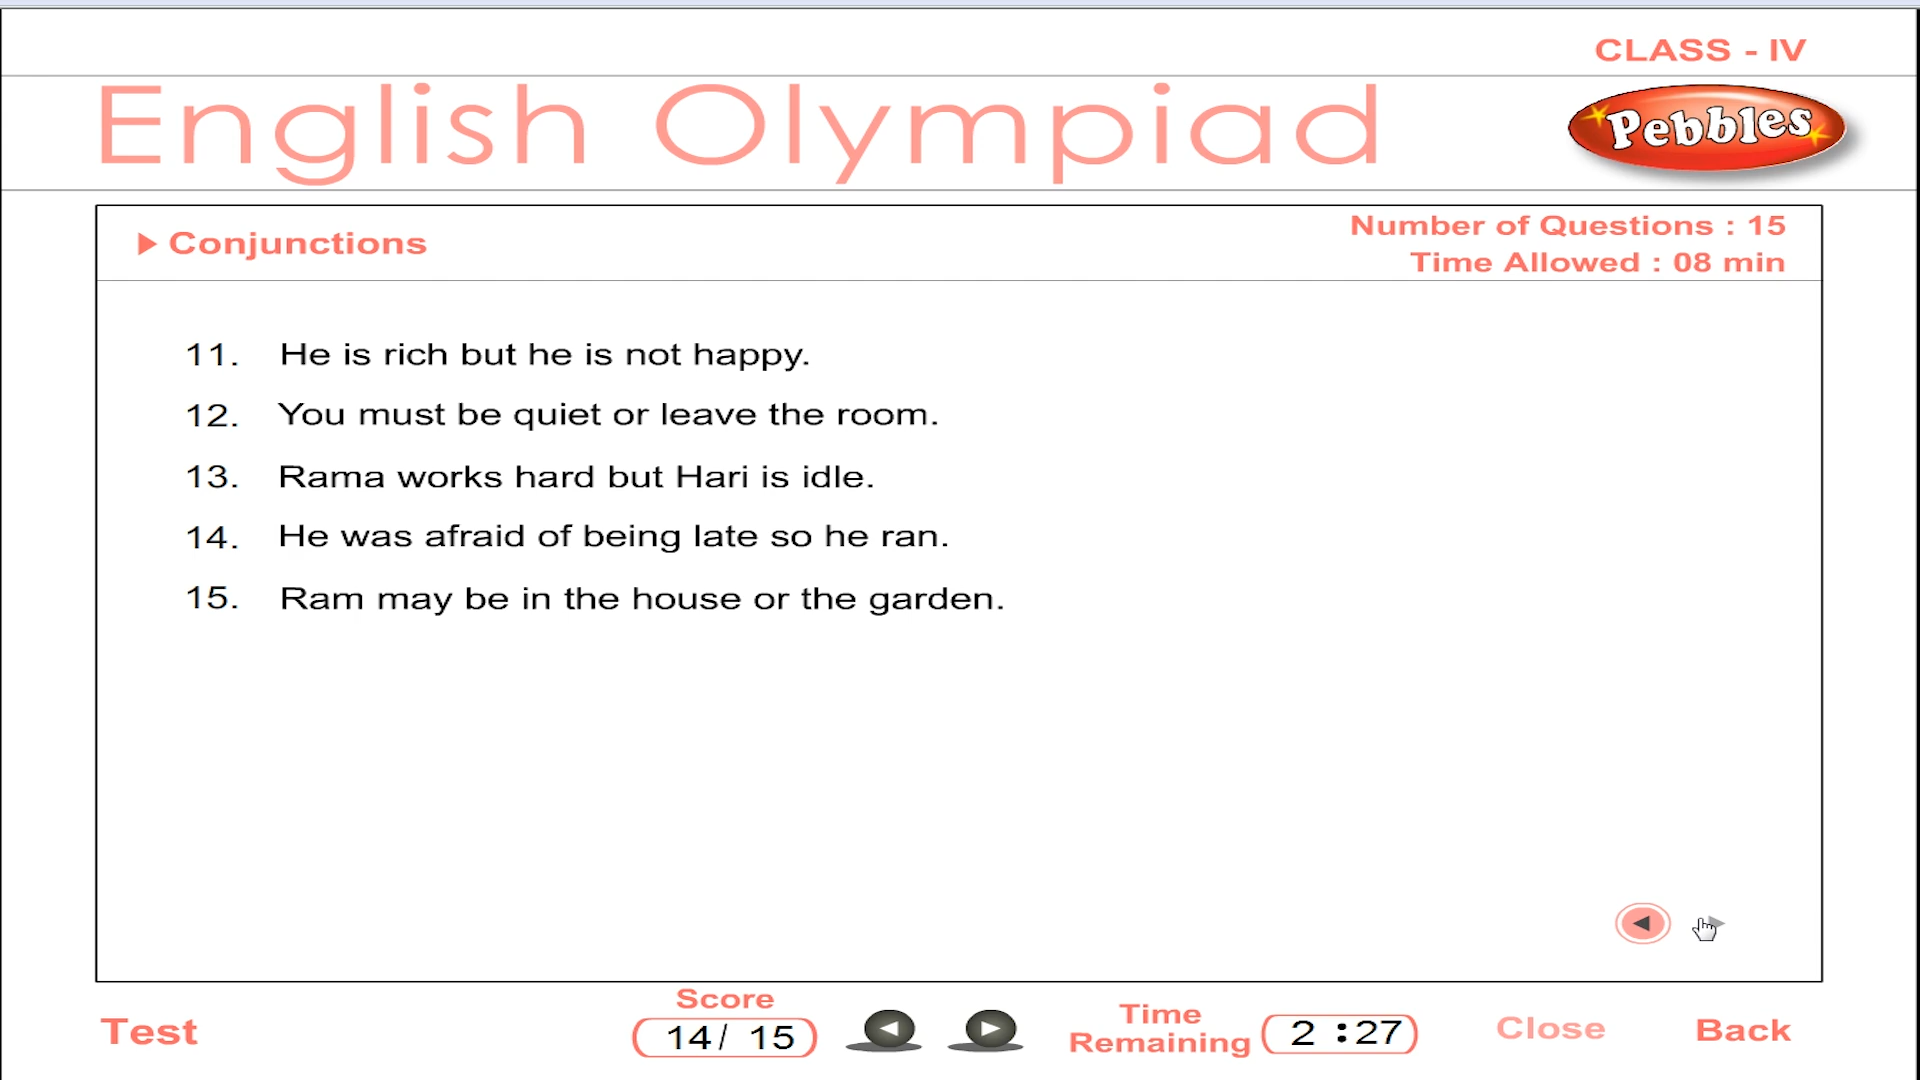 CLASS - IV
English Olympiad
Pebbles
Conjunctions
Number of Questions : 15
Time Allowed : 08 min
11. He is rich but he is not happy.
12. You must be quiet or leave the room.
13. Rama works hard but Hari is idle.
14. He was afraid of being late so he ran.
15. Ram may be in the house or the garden.
Test
Score
14/ 15
Time
Remaining
2 :27
Close
Back